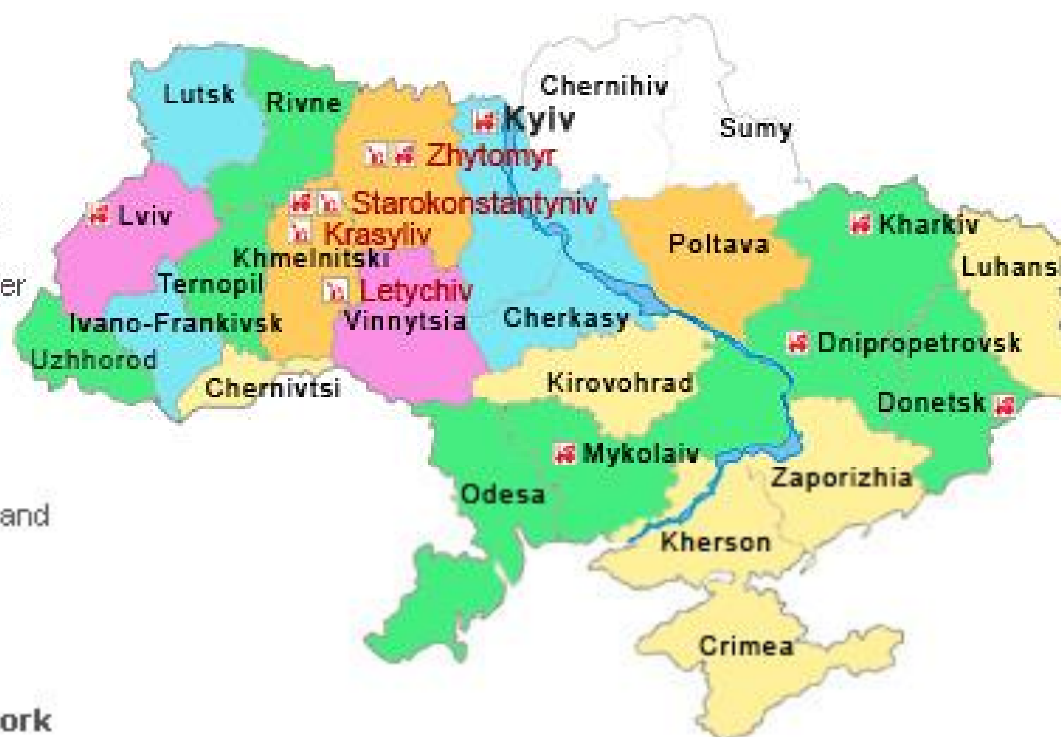 Chernihiv
Lutsk
Rivne
Kyiv
Sumy
Zhytomyr
Starokonstantyniv
Lviv
Kharkiv
Krasyliv
Poltava
Khmelnitski
Luhans
er
Ternopil
Letychiv
Ivano-Frankivsk
Vinnytsia
Cherkasy
Dnipropetrovsk
Uzhhorod
Chernivtsi
Kirovohrad
Donetsk
Mykolaiv
Zaporizhia
Odesa
and
Kherson
Crimea
ork